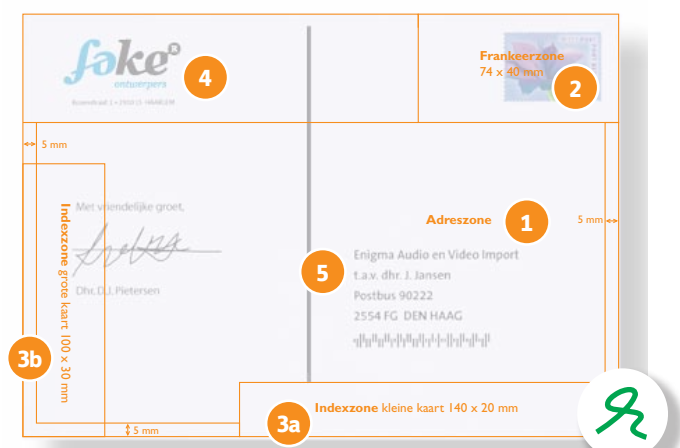 fake®
ontwerpers
4
Frankeerzone
74 x 40 mm
2
5 mm
Met vriendelijke groet,
Dhr. D.J. Pietersen
Indexzone grote kaart 100 x 30 mm
3b
5 mm
Adreszone
1
5 mm
5
Enigma Audio en Video Import
t.a.v. dhr. J. Jansen
Postbus 90222
2554 FG DEN HAAG
3a
Indexzone kleine kaart 140 x 20 mm